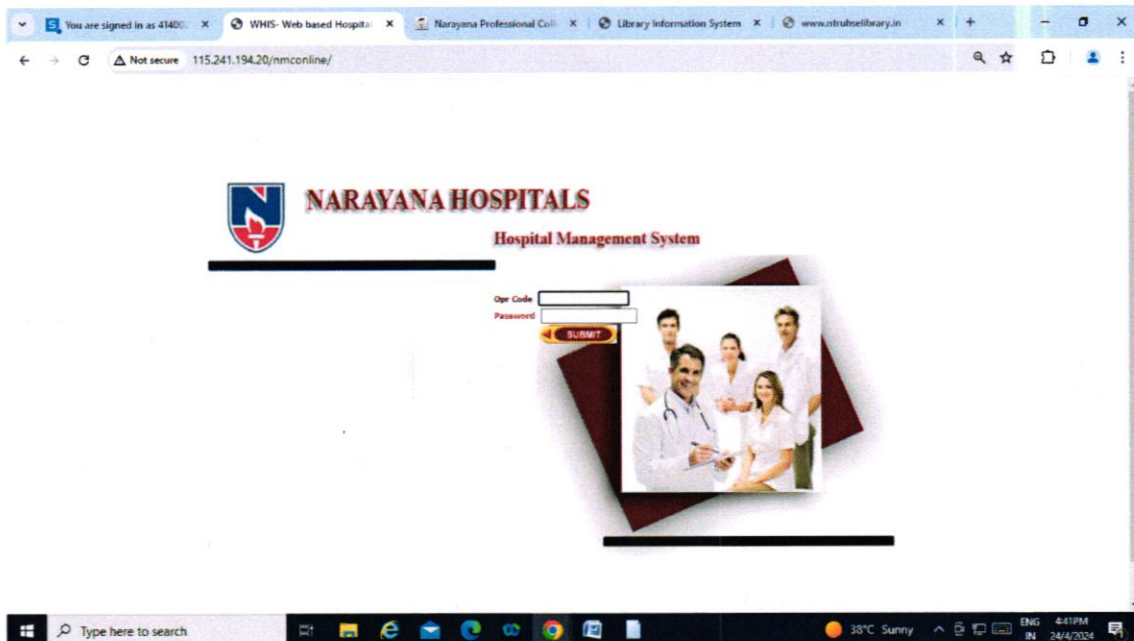 You are signed in as 41400
WHIS- Web based Hospita
Narayana Professional Coll
Library Information System
www.ntruhselibrary.in
Not secure
115.241.194.20/nmconline/
N
NARAYANA HOSPITALS
Hospital Management System
Opr Code
Password
SUBMIT
Type here to search
38°C Sunny
ENG
IN
4:41PM
24/4/2024